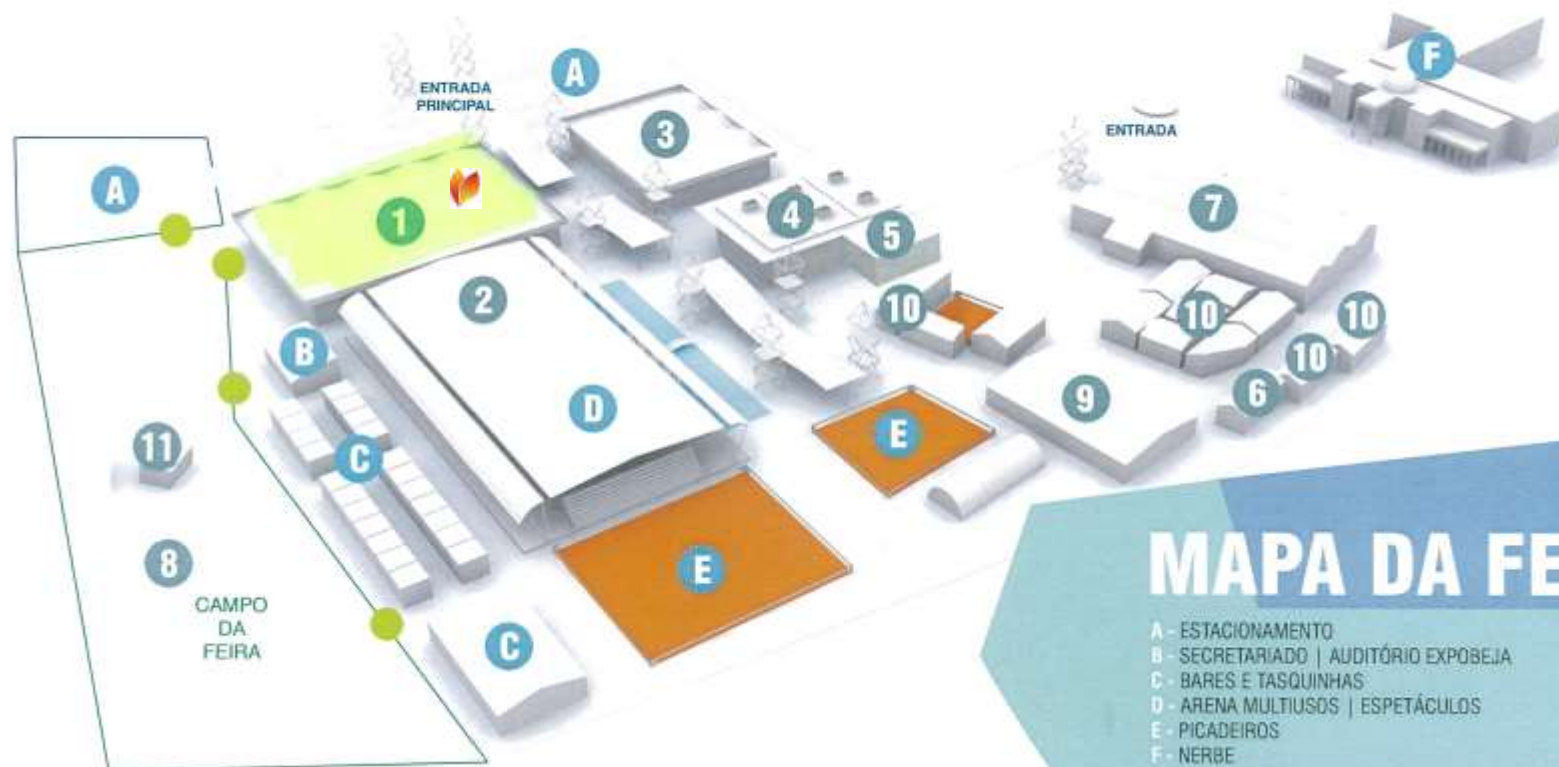 A
ENTRADA
PRINCIPAL
3
F
ENTRADA
A
1
4
5
7
2
10
10
10
B
10
D
6
9
E
11
C
8
E
CAMPO
DA
FEIRA
C
MAPA DA FE
A - ESTACIONAMENTO
B - SECRETARIADO | AUDITÓRIO EXPOBEJA
C - BARES E TASQUINHAS
D - ARENA MULTIUSOS | ESPETÁCULOS
E - PICADEIROS
F - NERBE